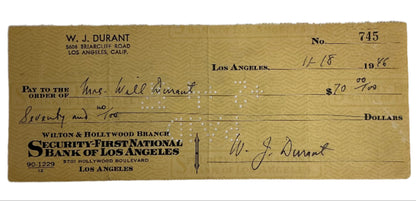 W. J. DURANT
5608 BRIARCLIFF ROAD
LOS ANGELES, CALIF.
No. 745
LOS ANGELES, 11-18 1946
PAY TO THE ORDER OF Mrs. Will Durant $70 00/100
Seventy and no/100 DOLLARS
WILTON & HOLLYWOOD BRANCH
SECURITY-FIRST NATIONAL
BANK OF LOS ANGELES
90-1229
12
5701 HOLLYWOOD BOULEVARD
LOS ANGELES
W. J. Durant